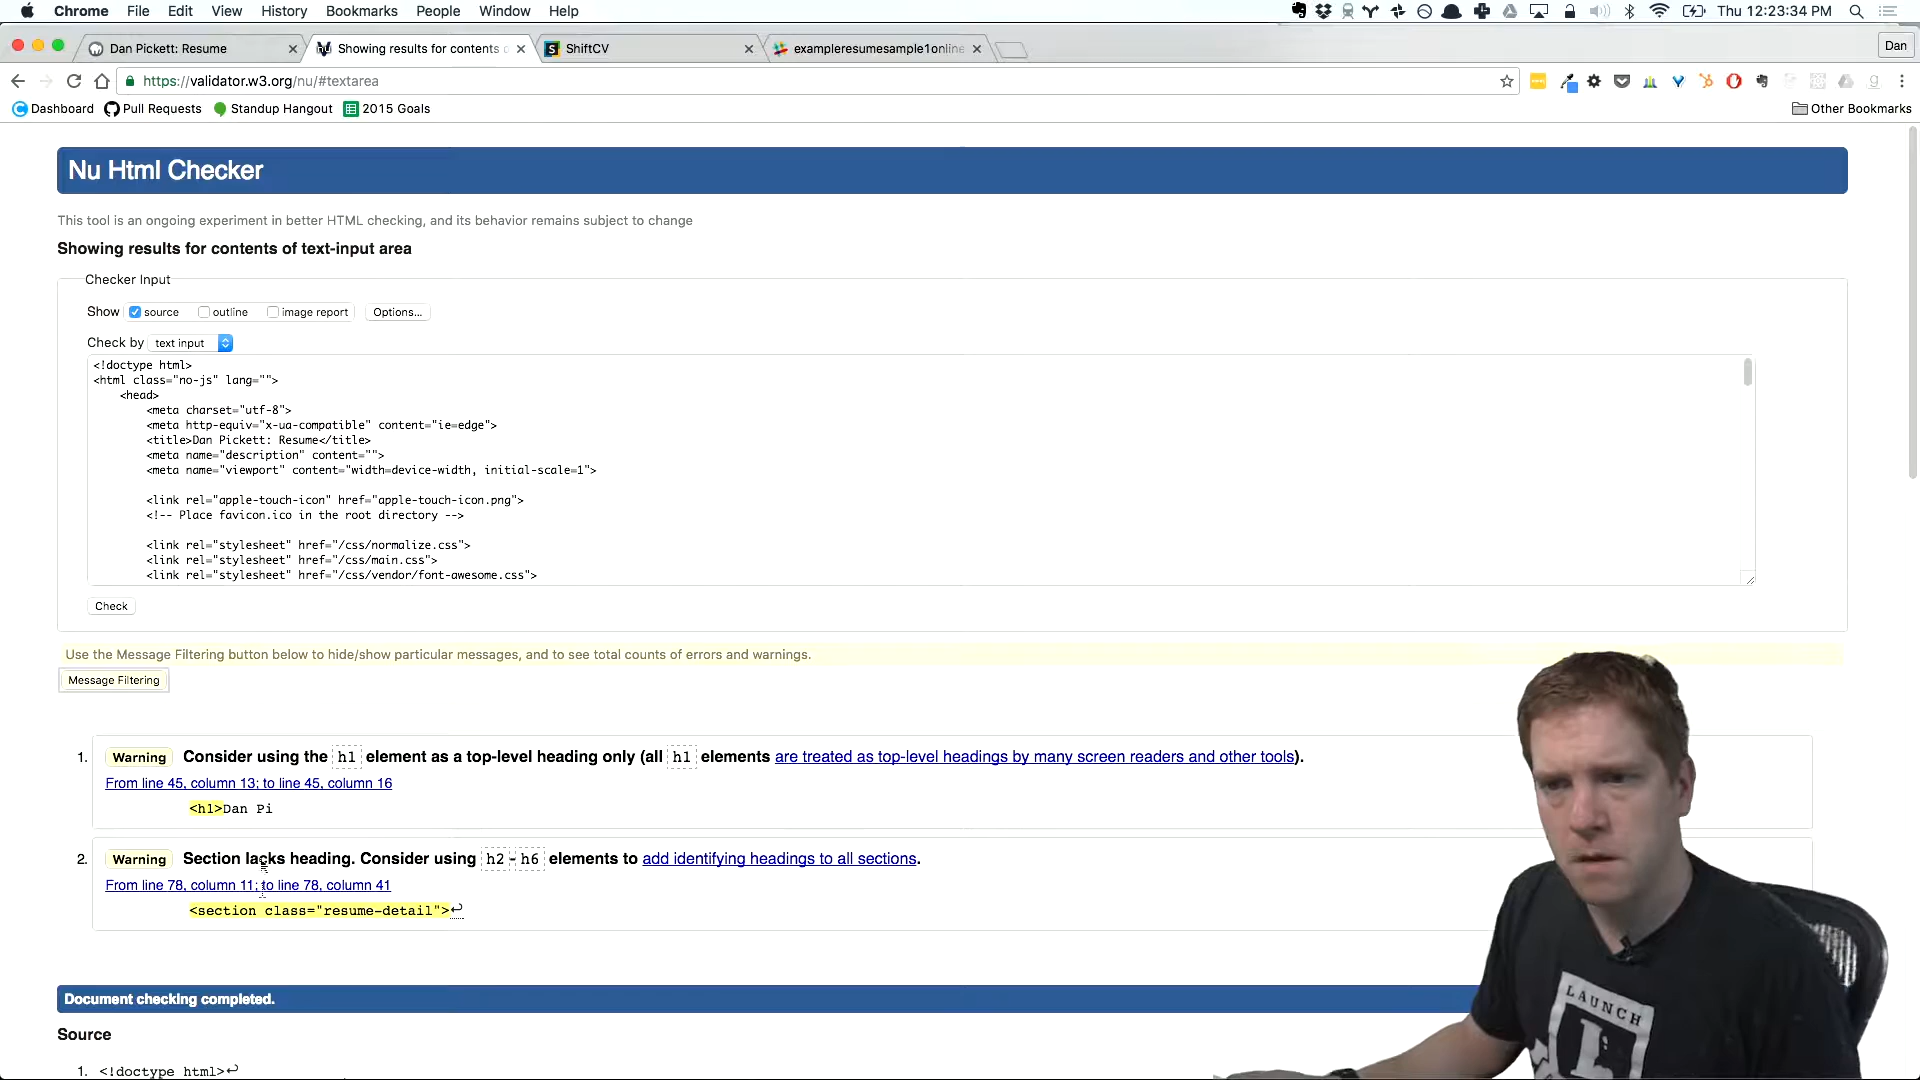 Chrome File Edit View History Bookmarks People Window Help Thu 12:23:34 PM
Dan Pickett: Resume Showing results for contents o ShiftCV exampleresumesample1online Dan
https://validator.w3.org/nu/#textarea
Dashboard Pull Requests Standup Hangout 2015 Goals Other Bookmarks
Nu Html Checker
This tool is an ongoing experiment in better HTML checking, and its behavior remains subject to change
Showing results for contents of text-input area
Checker Input
Show source outline image report Options...
Check by text input
<!doctype html>
<html class="no-js" lang="">
<head>
<meta charset="utf-8">
<meta http-equiv="x-ua-compatible" content="ie=edge">
<title>Dan Pickett: Resume</title>
<meta name="description" content="">
<meta name="viewport" content="width=device-width, initial-scale=1">
<link rel="apple-touch-icon" href="apple-touch-icon.png">
<!-- Place favicon.ico in the root directory -->
<link rel="stylesheet" href="/css/normalize.css">
<link rel="stylesheet" href="/css/main.css">
<link rel="stylesheet" href="/css/vendor/font-awesome.css">
Check
Use the Message Filtering button below to hide/show particular messages, and to see total counts of errors and warnings.
Message Filtering
1. Warning Consider using the h1 element as a top-level heading only (all h1 elements are treated as top-level headings by many screen readers and other tools).
From line 45, column 13; to line 45, column 16
<h1>Dan Pi
2. Warning Section lacks heading. Consider using h2-h6 elements to add identifying headings to all sections.
From line 78, column 11; to line 78, column 41
<section class="resume-detail">↩
Document checking completed.
Source
1. <!doctype html>↩
LAUNCH